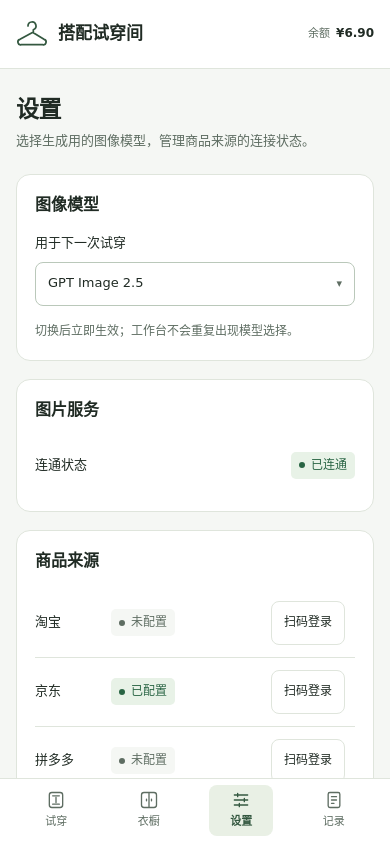 搭配试穿间
余额 ¥6.90
设置
选择生成用的图像模型，管理商品来源的连接状态。
图像模型
用于下一次试穿
GPT Image 2.5
切换后立即生效；工作台不会重复出现模型选择。
图片服务
连通状态 已连通
商品来源
淘宝 未配置 扫码登录
京东 已配置 扫码登录
拼多多 未配置 扫码登录
试穿 衣橱 设置 记录